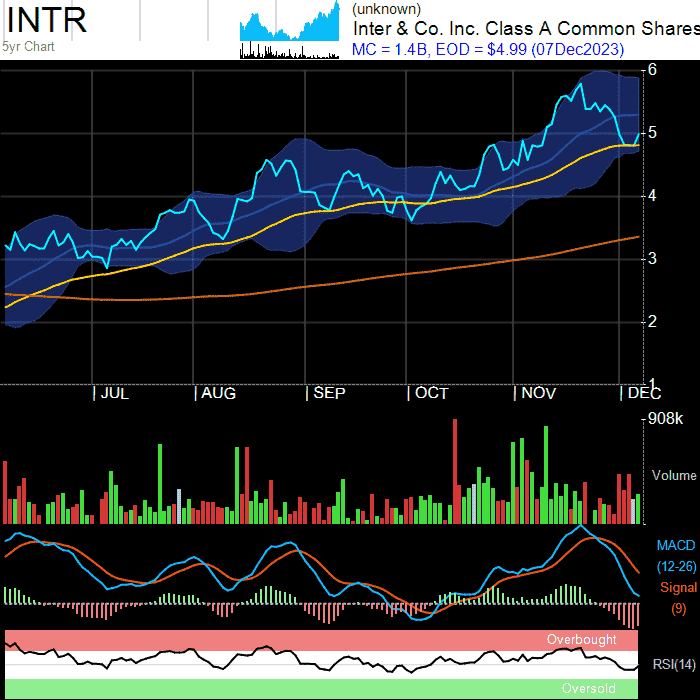 INTR
5yr Chart
(unknown)
Inter & Co. Inc. Class A Common Shares
MC = 1.4B, EOD = $4.99 (07Dec2023)
6
5
4
3
2
1
JUL AUG SEP OCT NOV DEC
908k
Volume
MACD
(12-26)
Signal
(9)
Overbought
RSI(14)
Oversold